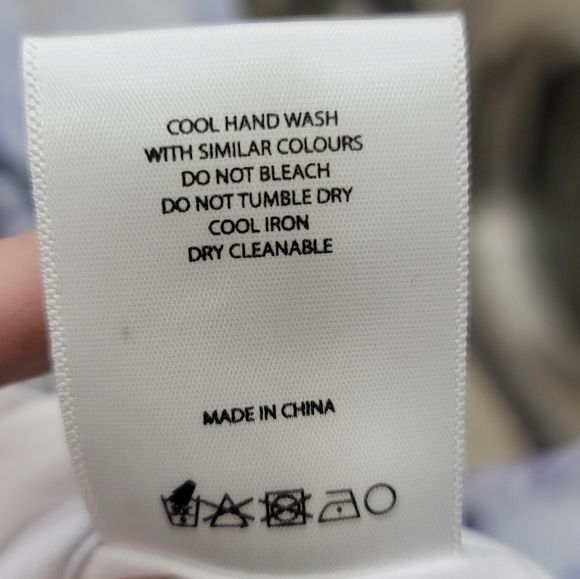 COOL HAND WASH
WITH SIMILAR COLOURS
DO NOT BLEACH
DO NOT TUMBLE DRY
COOL IRON
DRY CLEANABLE
MADE IN CHINA